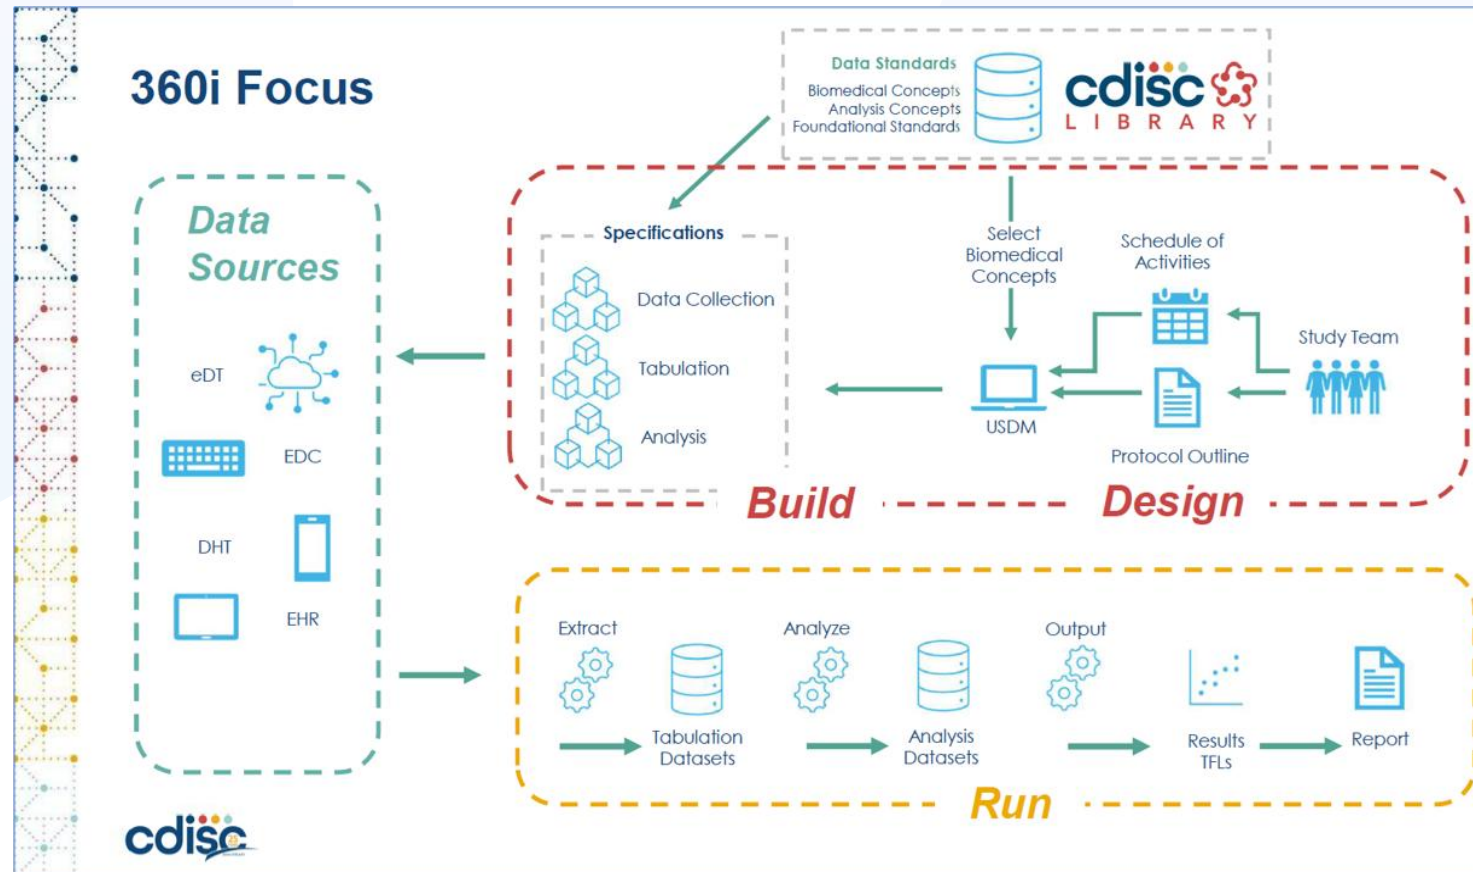 360i Focus
Data Standards
Biomedical Concepts
Analysis Concepts
Foundational Standards
cdisc
LIBRARY
Data
Sources
eDT
EDC
DHT
EHR
Specifications
Data Collection
Tabulation
Analysis
Select
Biomedical
Concepts
Schedule of
Activities
Study Team
USDM
Protocol Outline
Build
Design
Extract
Analyze
Output
Tabulation
Datasets
Analysis
Datasets
Results
TFLs
Report
Run
cdisc
25